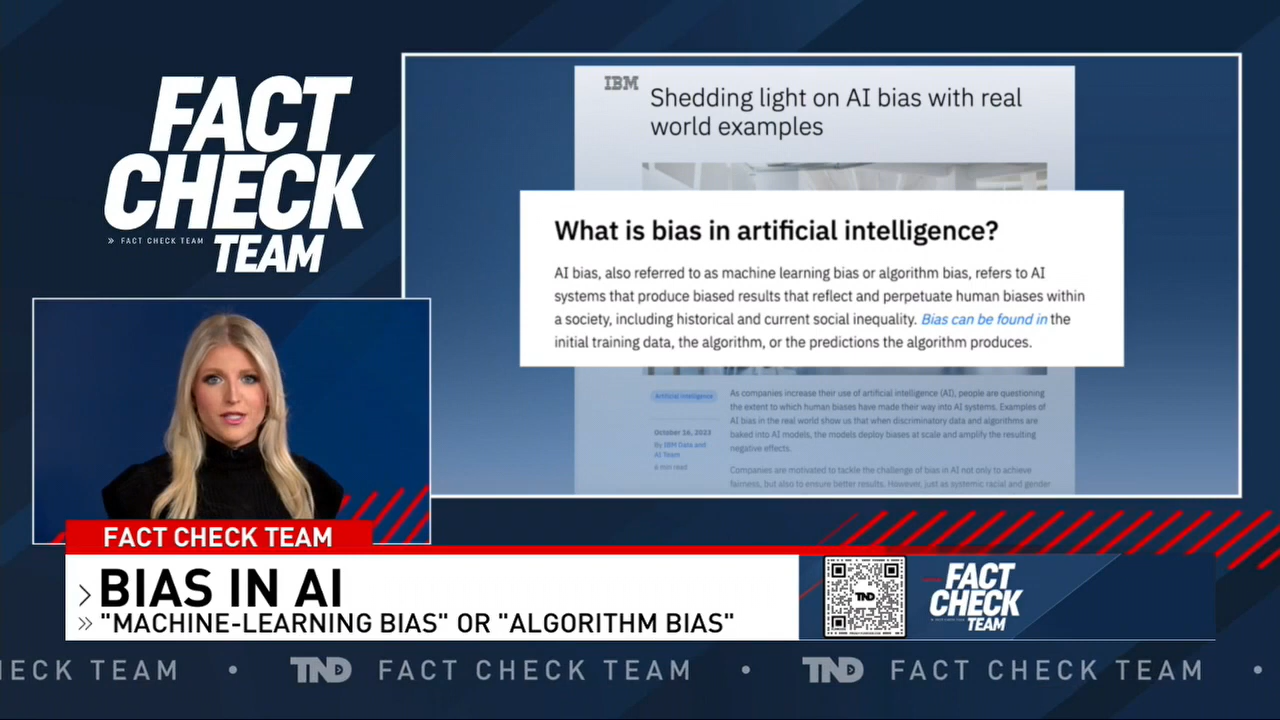 FACT
CHECK
TEAM
» FACT CHECK TEAM
IBM
Shedding light on AI bias with real
world examples
What is bias in artificial intelligence?
AI bias, also referred to as machine learning bias or algorithm bias, refers to AI
systems that produce biased results that reflect and perpetuate human biases within
a society, including historical and current social inequality. Bias can be found in the
initial training data, the algorithm, or the predictions the algorithm produces.
Artificial Intelligence
October 16, 2023
By IBM Data and
AI Team
6 min read
As companies increase their use of artificial intelligence (AI), people are questioning
the extent to which human biases have made their way into AI systems. Examples of
AI bias in the real world show us that when discriminatory data and algorithms are
baked into AI models, the models deploy biases at scale and amplify the resulting
negative effects.
Companies are motivated to tackle the challenge of bias in AI not only to achieve
fairness, but also to ensure better results. However, just as systemic racial and gender
FACT CHECK TEAM
BIAS IN AI
"MACHINE-LEARNING BIAS" OR "ALGORITHM BIAS"
TND
FACT
CHECK
TEAM
ECK TEAM • TND FACT CHECK TEAM • TND FACT CHECK TEAM •